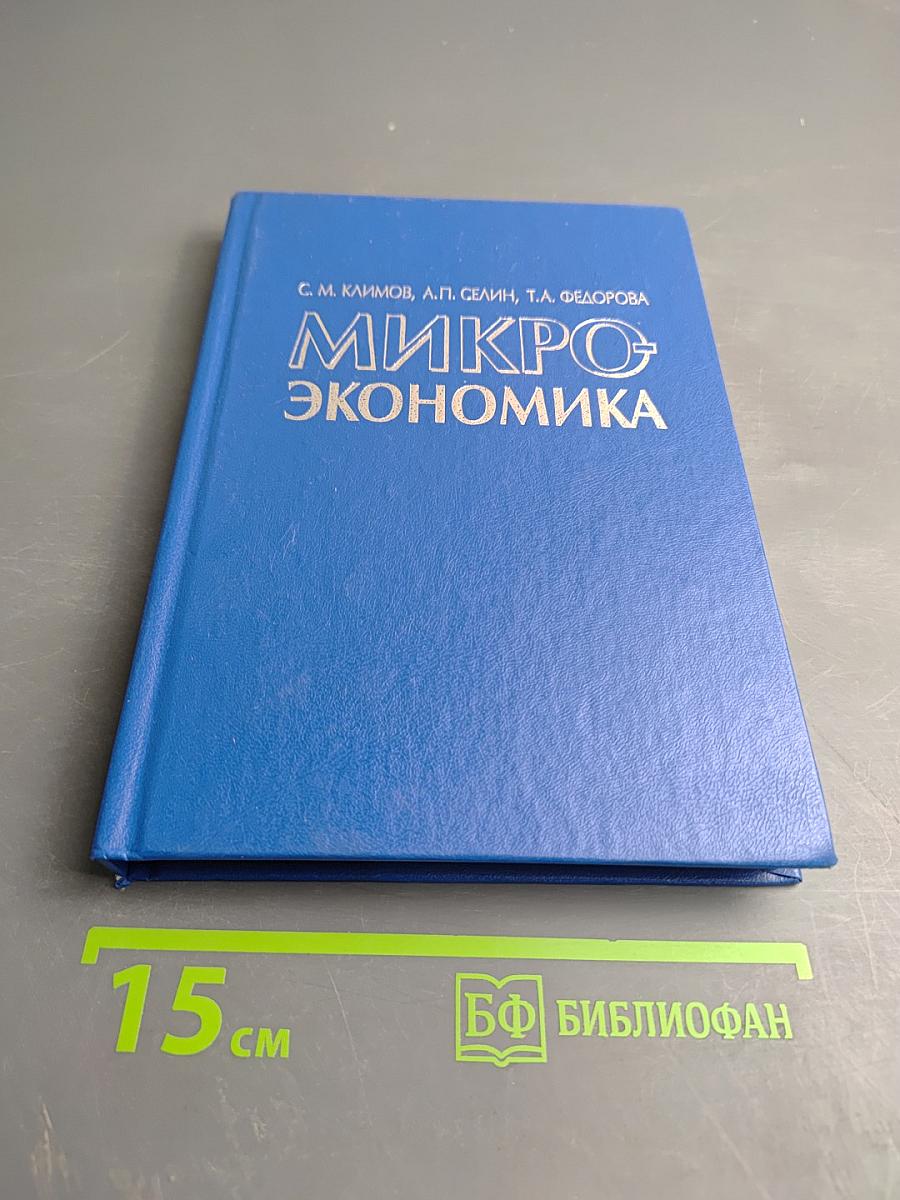 С. М. КЛИМОВ, А.П. СЕЛИН, Т.А. ФЕДОРОВА
МИКРО-
ЭКОНОМИКА
15 см
БФ БИБЛИОФАН